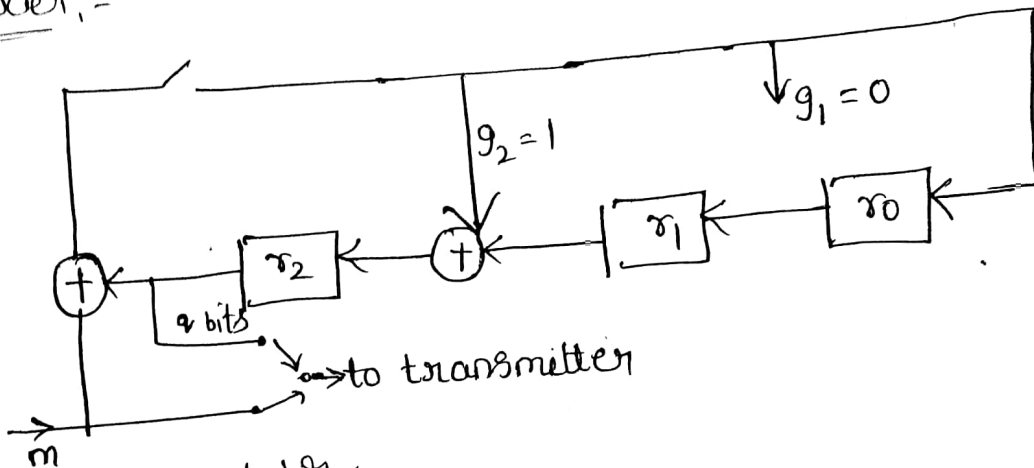 g₁ = 0
g₂ = 1
r0
r₁
+
r₂
+
q bits
to transmitter
m